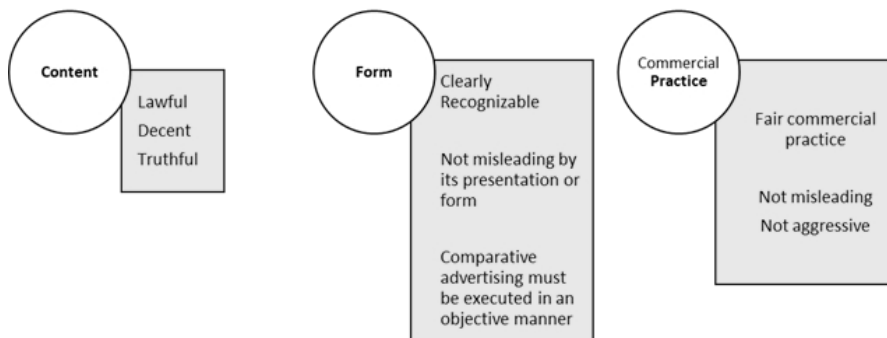 Content
Lawful
Decent
Truthful
Form
Clearly
Recognizable
Not misleading by
its presentation or
form
Comparative
advertising must
be executed in an
objective manner
Commercial
Practice
Fair commercial
practice
Not misleading
Not aggressive